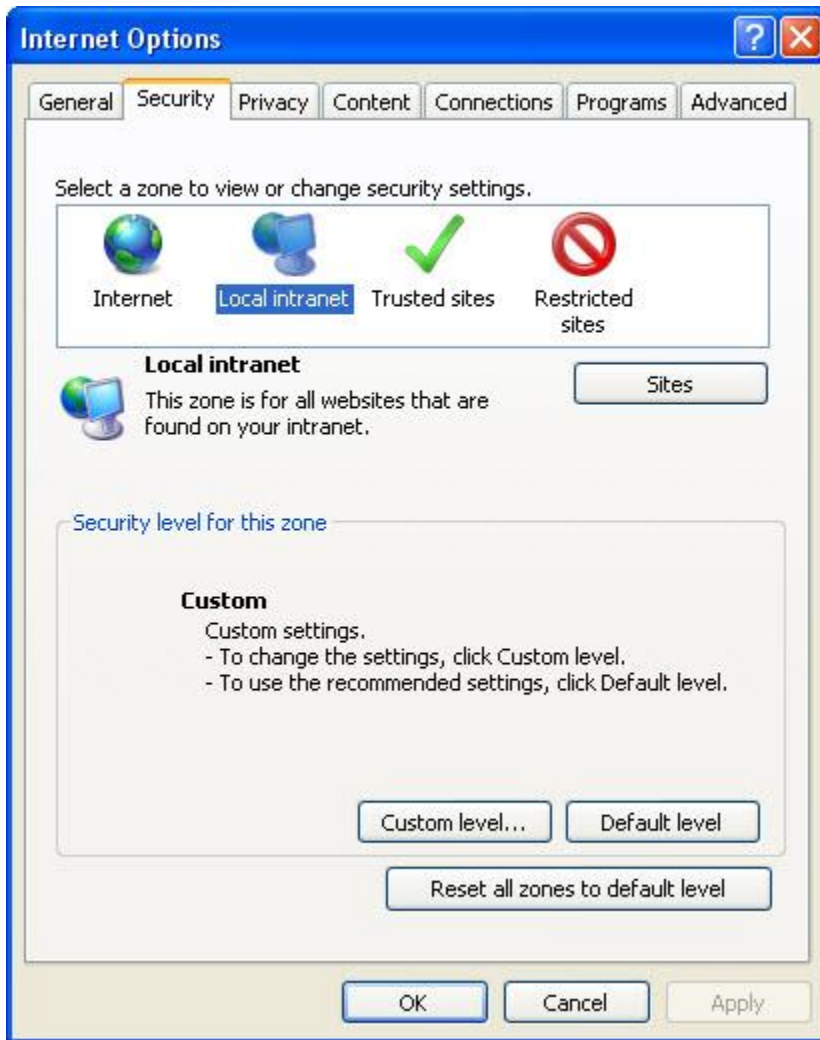 Internet Options
General Security Privacy Content Connections Programs Advanced
Select a zone to view or change security settings.
Internet Local intranet Trusted sites Restricted
sites
Local intranet
Sites
This zone is for all websites that are
found on your intranet.
Security level for this zone
Custom
Custom settings.
- To change the settings, click Custom level.
- To use the recommended settings, click Default level.
Custom level... Default level
Reset all zones to default level
OK Cancel Apply